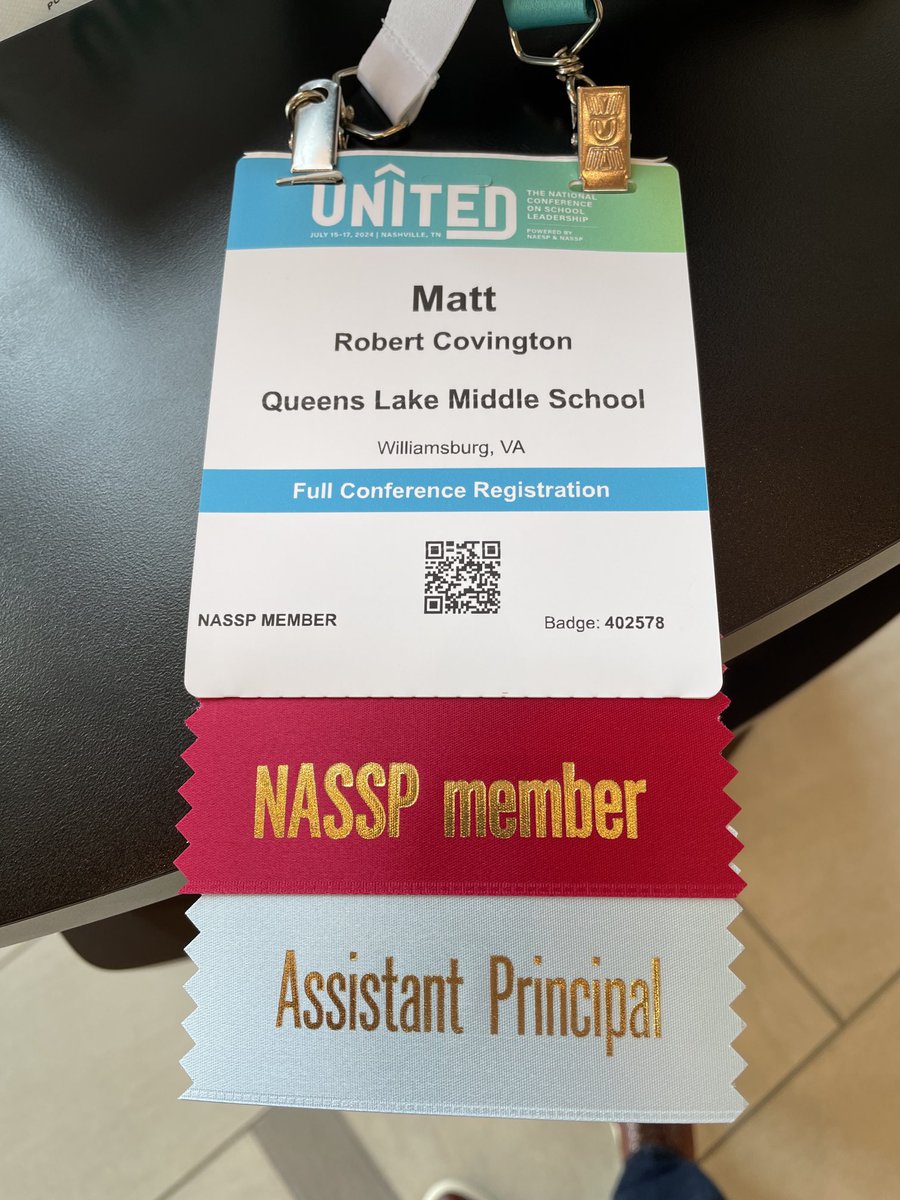 UNITED
JULY 15-17, 2024 | NASHVILLE, TN
THE NATIONAL
CONFERENCE
ON SCHOOL
LEADERSHIP
POWERED BY
NAESP & NASSP
Matt
Robert Covington
Queens Lake Middle School
Williamsburg, VA
Full Conference Registration
NASSP MEMBER
Badge: 402578
NASSP member
Assistant Principal